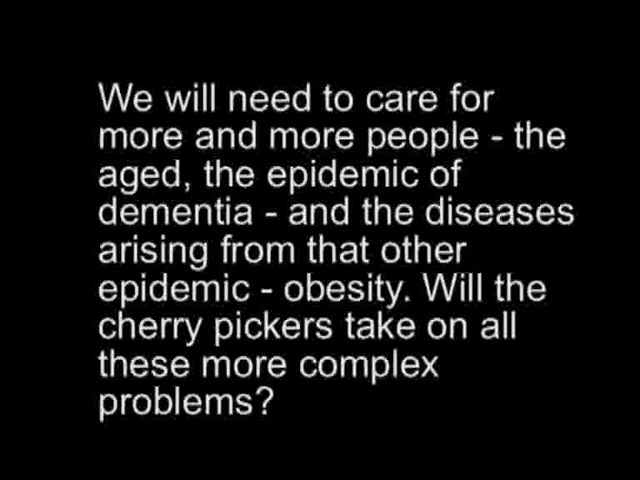 We will need to care for
more and more people - the
aged, the epidemic of
dementia - and the diseases
arising from that other
epidemic - obesity. Will the
cherry pickers take on all
these more complex
problems?